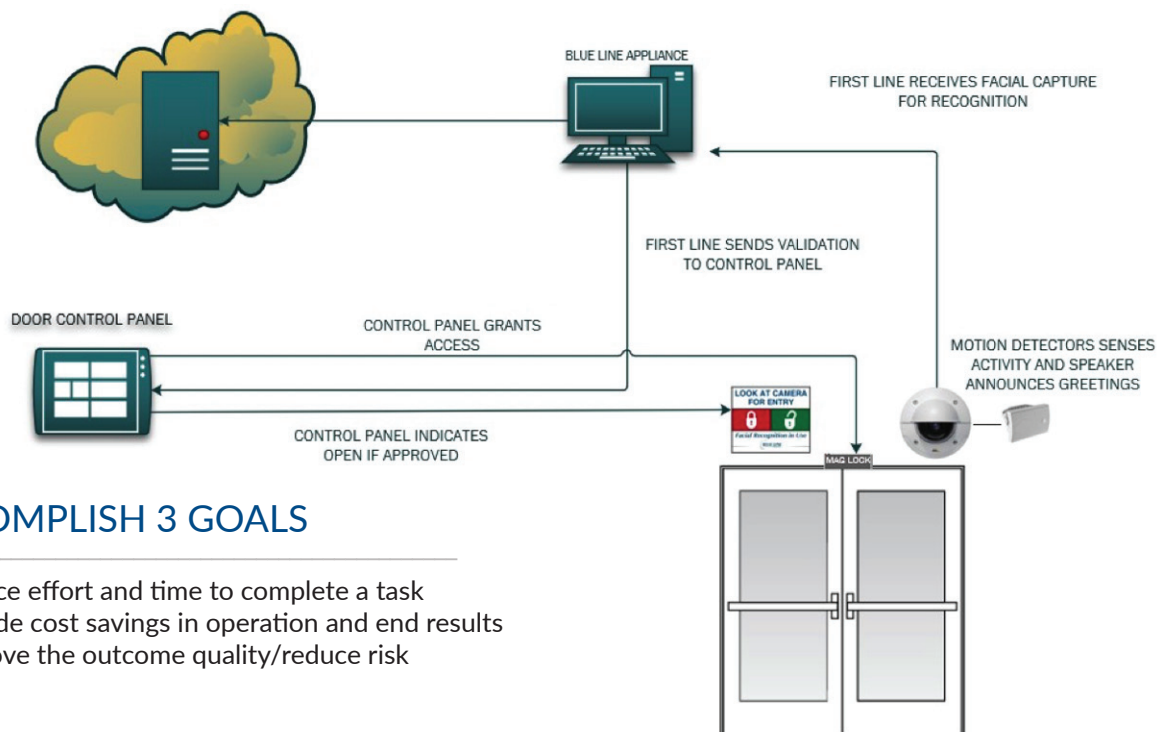 BLUE LINE APPLIANCE
FIRST LINE RECEIVES FACIAL CAPTURE
FOR RECOGNITION
FIRST LINE SENDS VALIDATION
TO CONTROL PANEL
DOOR CONTROL PANEL
CONTROL PANEL GRANTS
ACCESS
MOTION DETECTORS SENSES
ACTIVITY AND SPEAKER
ANNOUNCES GREETINGS
LOOK AT CAMERA
FOR ENTRY
Facial Recognition in Use
CONTROL PANEL INDICATES
OPEN IF APPROVED
MAG LOCK
OMPLISH 3 GOALS
ce effort and time to complete a task
de cost savings in operation and end results
ove the outcome quality/reduce risk